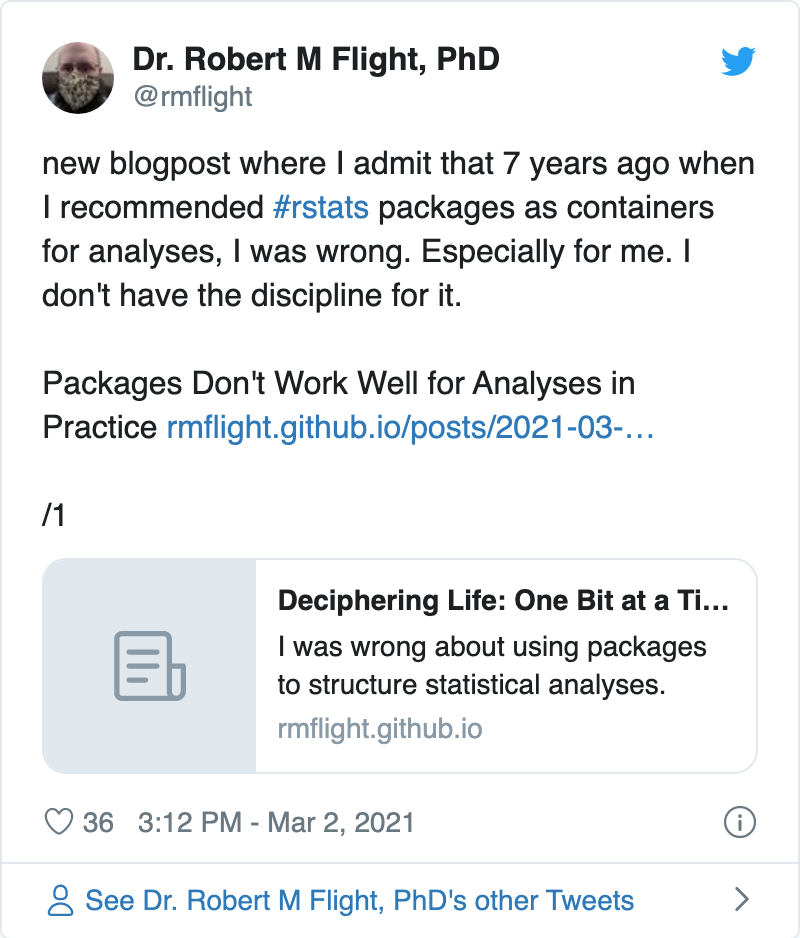 Dr. Robert M Flight, PhD
@rmflight
new blogpost where I admit that 7 years ago when
I recommended #rstats packages as containers
for analyses, I was wrong. Especially for me. I
don't have the discipline for it.
Packages Don't Work Well for Analyses in
Practice rmflight.github.io/posts/2021-03-…
/1
Deciphering Life: One Bit at a Ti…
I was wrong about using packages
to structure statistical analyses.
rmflight.github.io
36 3:12 PM - Mar 2, 2021
See Dr. Robert M Flight, PhD's other Tweets